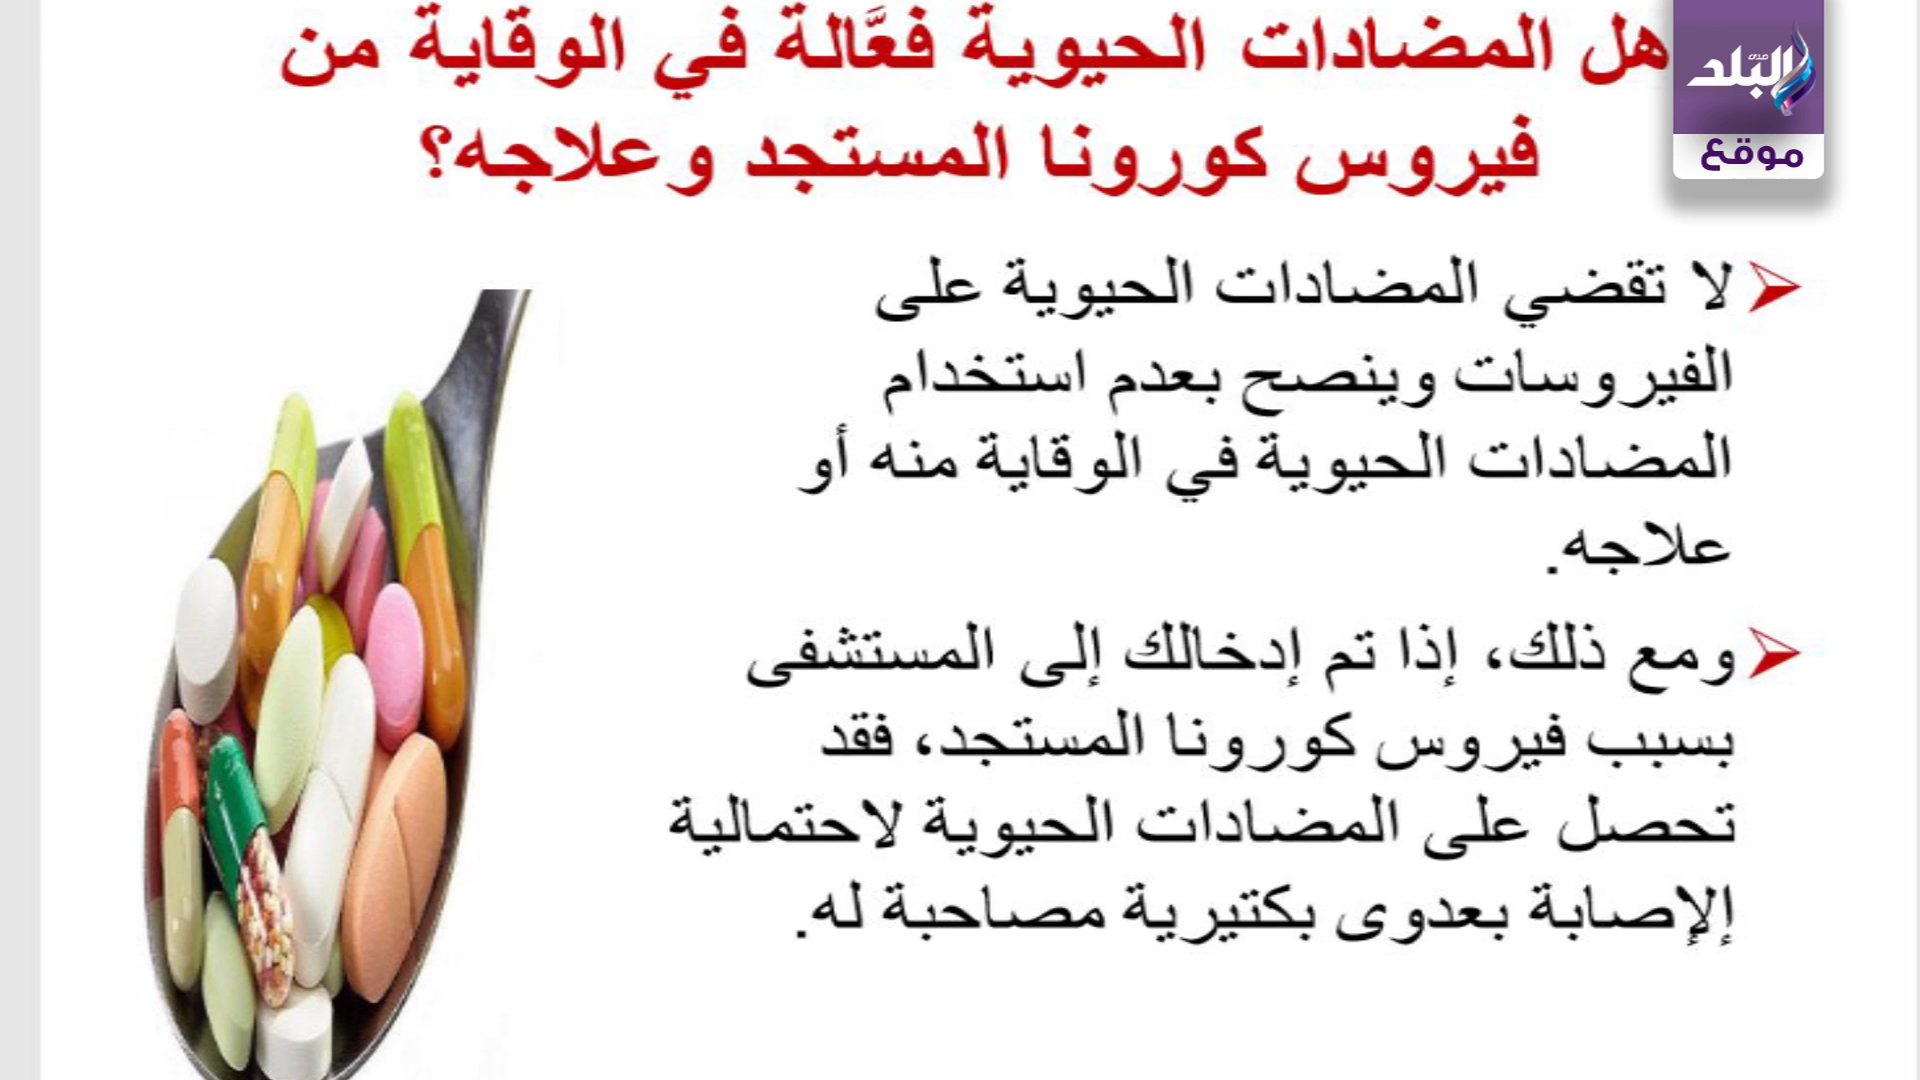 هل المضادات الحيوية فعَّالة في الوقاية من
فيروس كورونا المستجد وعلاجه؟
صدى البلد
موقع
لا تقضي المضادات الحيوية على
الفيروسات وينصح بعدم استخدام
المضادات الحيوية في الوقاية منه أو
علاجه.
ومع ذلك، إذا تم إدخالك إلى المستشفى
بسبب فيروس كورونا المستجد، فقد
تحصل على المضادات الحيوية لاحتمالية
إلإصابة بعدوى بكتيرية مصاحبة له.